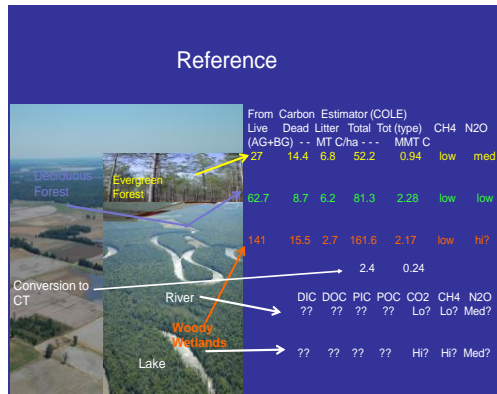 Reference
From Carbon Estimator (COLE)
Live Dead Litter Total Tot (type) CH4 N2O
(AG+BG) - - MT C/ha - - - MMT C
27 14.4 6.8 52.2 0.94 low med
Deciduous
Forest
Evergreen
Forest
62.7 8.7 6.2 81.3 2.28 low low
141 15.5 2.7 161.6 2.17 low hi?
2.4 0.24
Conversion to
CT
River
DIC DOC PIC POC CO2 CH4 N2O
?? ?? ?? ?? Lo? Lo? Med?
Woody
Wetlands
?? ?? ?? ?? Hi? Hi? Med?
Lake